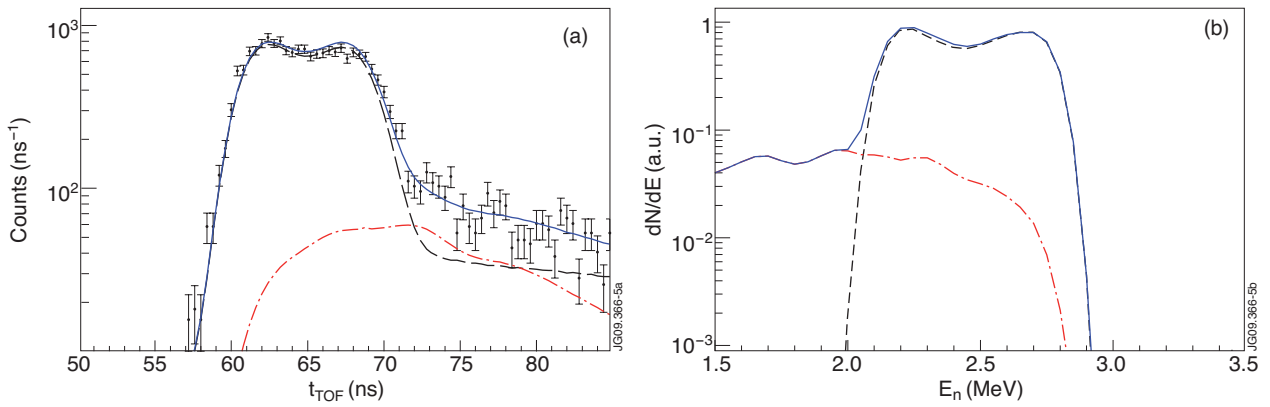 (a)
10³
10²
Counts (ns⁻¹)
50 55 60 65 70 75 80
t_TOF (ns)
JG09.366-5a
(b)
1
10⁻¹
10⁻²
10⁻³
dN/dE (a.u.)
1.5 2.0 2.5 3.0 3.5
E_n (MeV)
JG09.366-5b